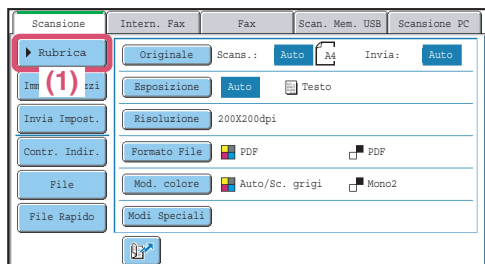 Scansione Intern. Fax Fax Scan. Mem. USB Scansione PC
Rubrica Originale Scans.: Auto A4 Invia: Auto
(1) zzi Esposizione Auto Testo
Invia Impost. Risoluzione 200X200dpi
Contr. Indir. Formato File PDF PDF
File Mod. colore Auto/Sc. grigi Mono2
File Rapido Modi Speciali